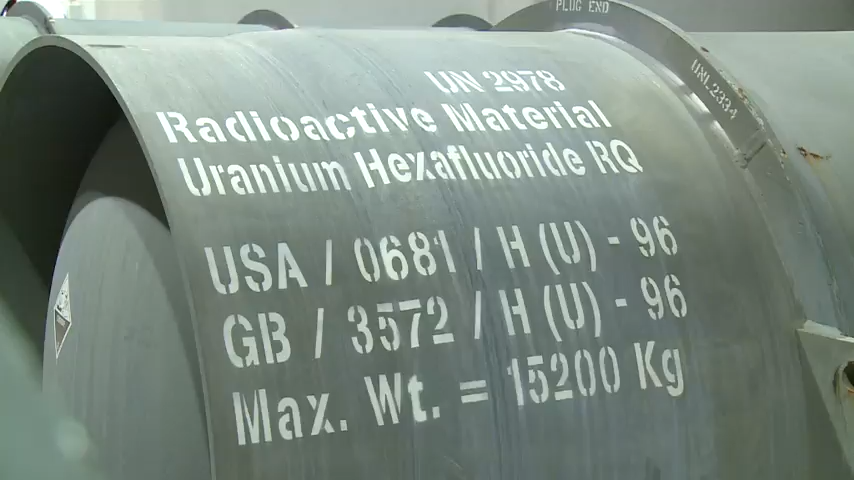 PLUG END
UNL2334
UN 2978
Radioactive Material
Uranium Hexafluoride RQ
USA / 0681 / H (U) - 96
GB / 3572 / H (U) - 96
Max. Wt. = 15200 Kg